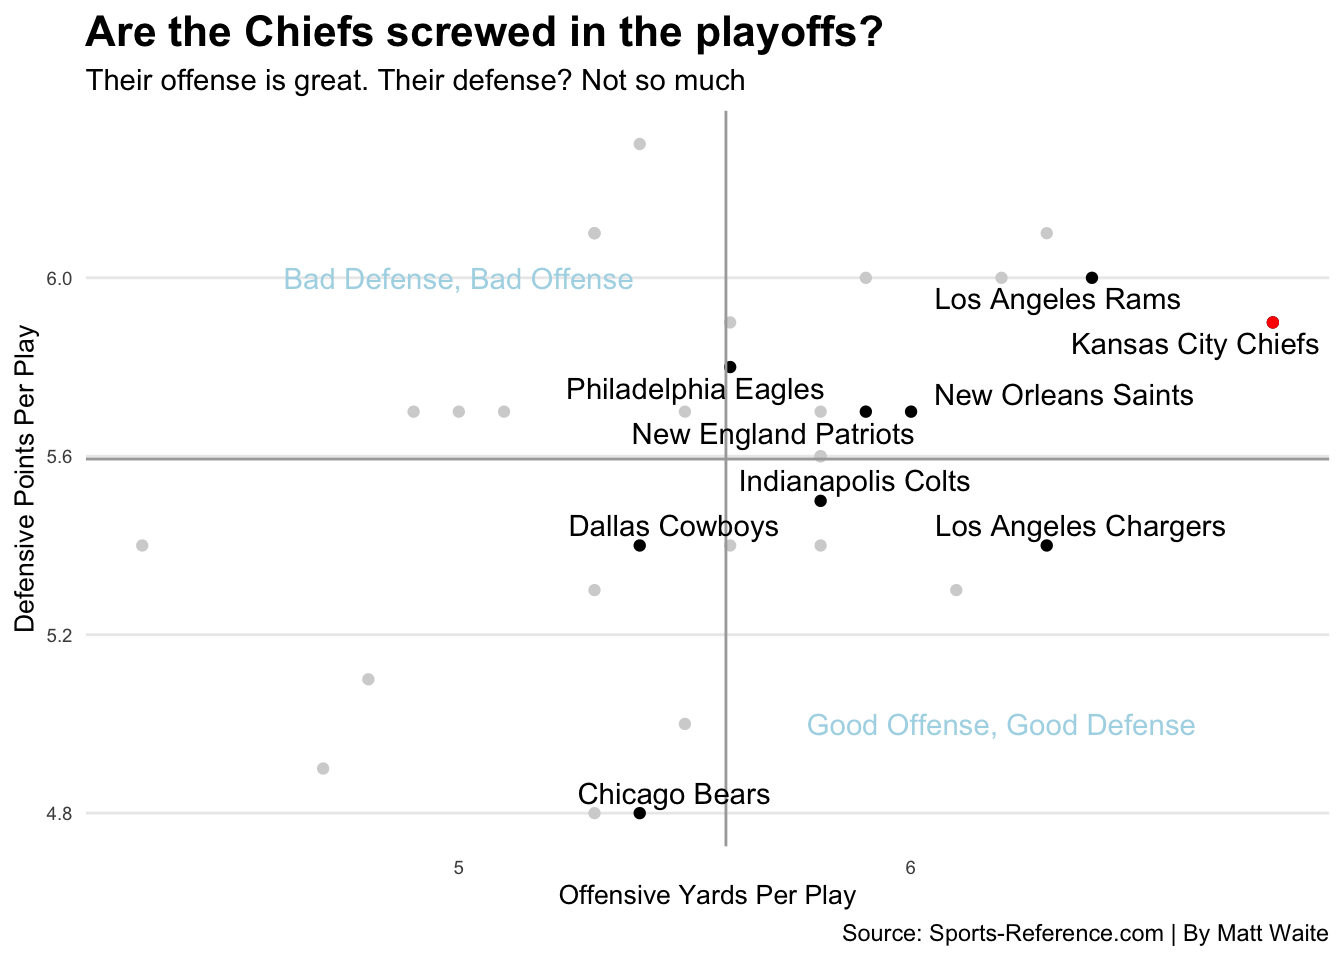 Are the Chiefs screwed in the playoffs?
Their offense is great. Their defense? Not so much
Defensive Points Per Play
6.0
5.6
5.2
4.8
Bad Defense, Bad Offense
Los Angeles Rams
Kansas City Chiefs
Philadelphia Eagles
New Orleans Saints
New England Patriots
Indianapolis Colts
Dallas Cowboys
Los Angeles Chargers
Good Offense, Good Defense
Chicago Bears
5
6
Offensive Yards Per Play
Source: Sports-Reference.com | By Matt Waite